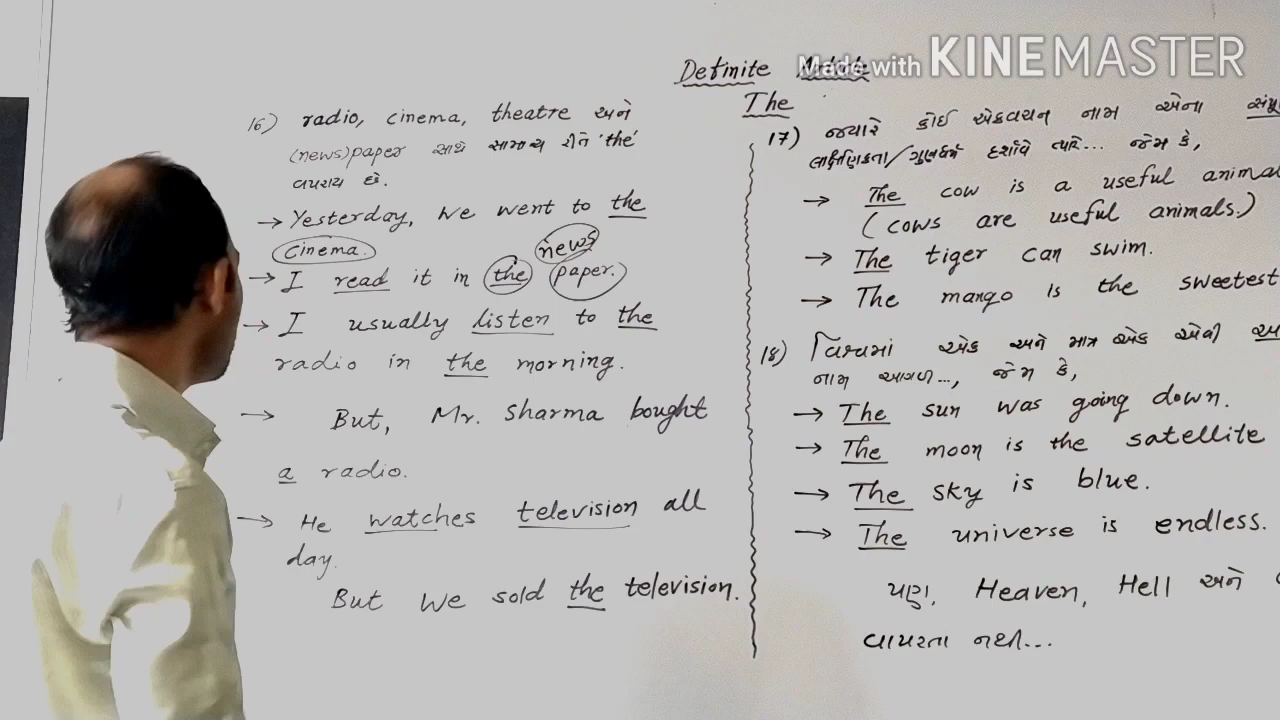 Made with KINEMASTER
Definite Article
The
16) radio, cinema, theatre અને
(news)paper સાથે સામાન્ય રીતે 'the'
વપરાય છે.
→ Yesterday, we went to the
cinema.
news
→ I read it in the paper.
→ I usually listen to the
radio in the morning.
→ But, Mr. Sharma bought
a radio.
→ He watches television all
day.
But we sold the television.
17) જ્યારે કોઈ એકવચન નામ એના
લાક્ષણિકતા/ગુણધર્મ દર્શાવે ત્યારે... જેમ કે,
→ The cow is a useful animal
(cows are useful animals.)
→ The tiger can swim.
→ The mango is the sweetest
18) વિશ્વમાં એક અને માત્ર એક એવી
નામ આગળ..., જેમ કે,
→ The sun was going down.
→ The moon is the satellite
→ The sky is blue.
→ The universe is endless.
પણ, Heaven, Hell અને
વાપરતા નથી...